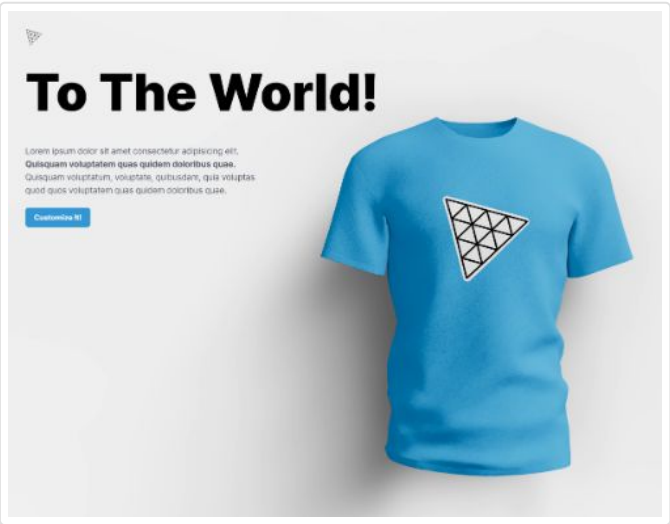 To The World!
Lorem ipsum dolor sit amet consectetur adipisicing elit.
Quisquam voluptatem quas quidem doloribus quae.
Quisquam voluptatum, voluptate, quibusdam, quia voluptas
quod quos voluptatem quas quidem doloribus quae.
Customize It!